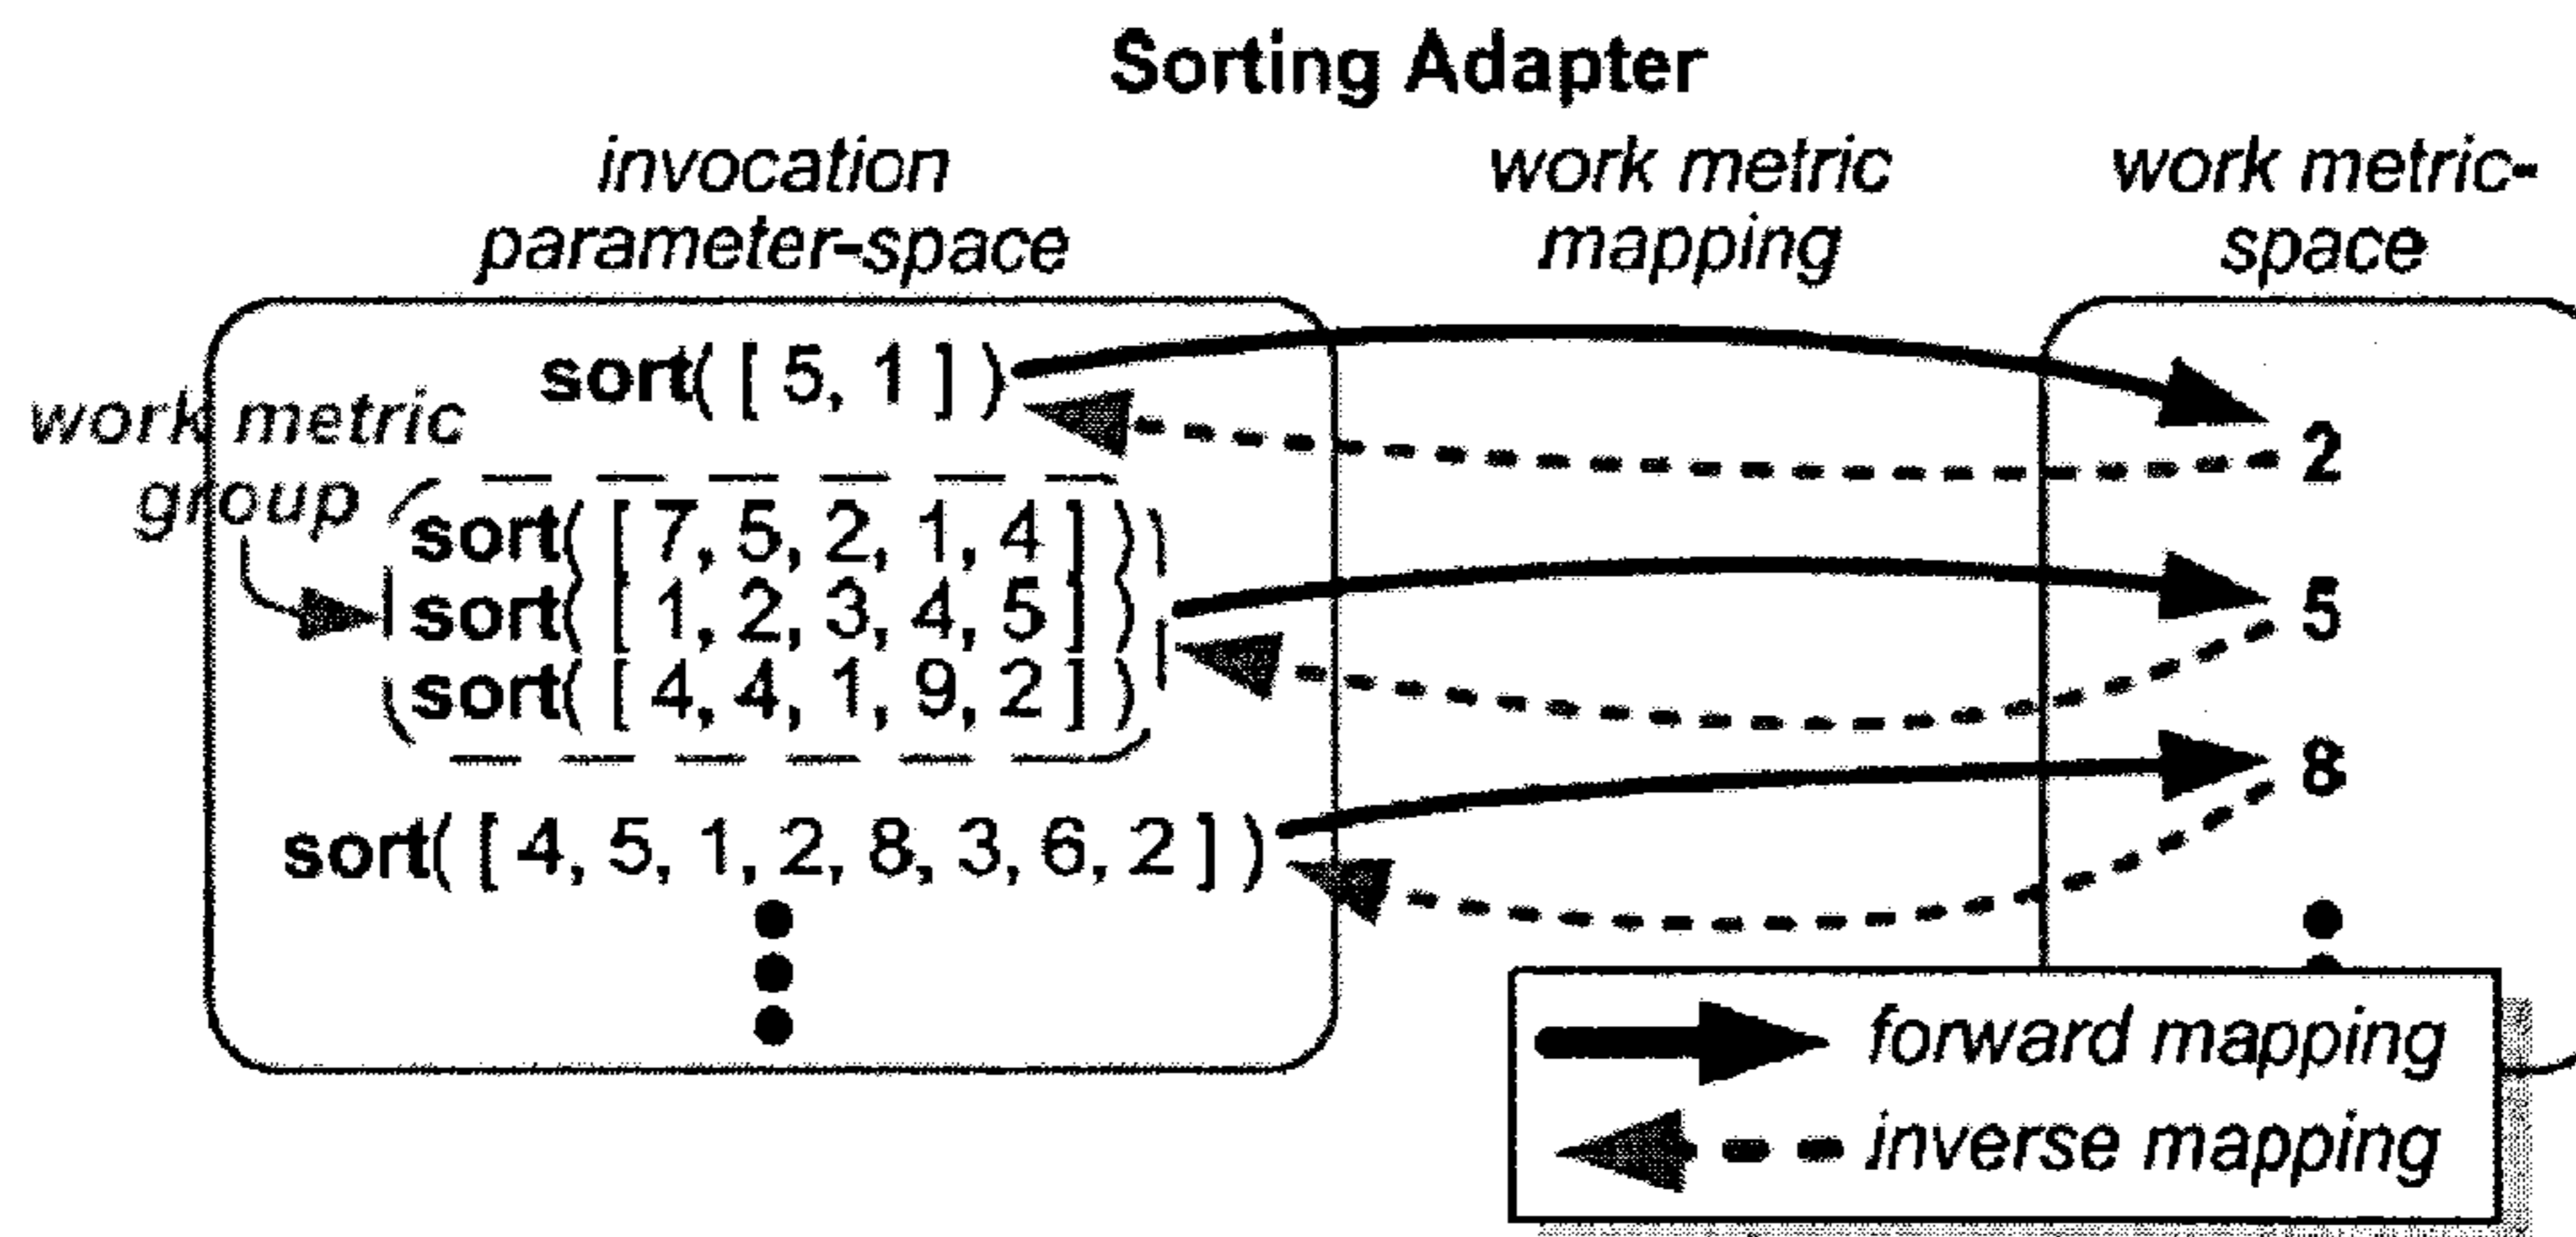 Sorting Adapter
invocation
parameter-space
work metric
mapping
work metric-
space
work metric
group
sort( [ 5, 1 ] )
sort( [ 7, 5, 2, 1, 4 ] )
sort( [ 1, 2, 3, 4, 5 ] )
sort( [ 4, 4, 1, 9, 2 ] )
sort( [ 4, 5, 1, 2, 8, 3, 6, 2 ] )
2
5
8
forward mapping
inverse mapping